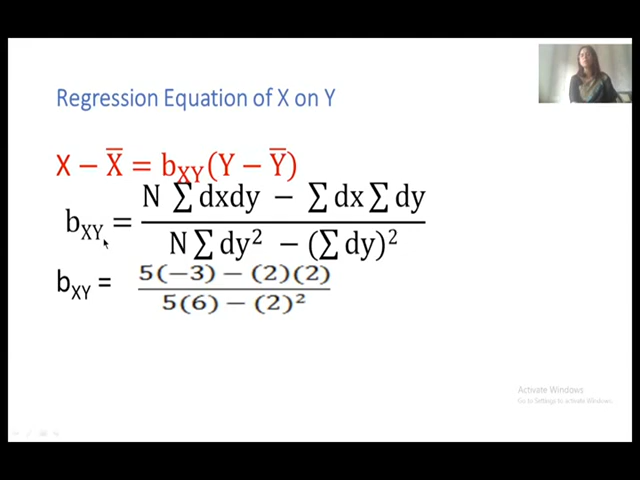 Regression Equation of X on Y
X − X̅ = b_XY(Y − Y̅)
b_XY = (N ∑ dxdy − ∑ dx ∑ dy) / (N ∑ dy² − (∑ dy)²)
b_XY = (5(−3) − (2)(2)) / (5(6) − (2)²)
Activate Windows
Go to Settings to activate Windows.